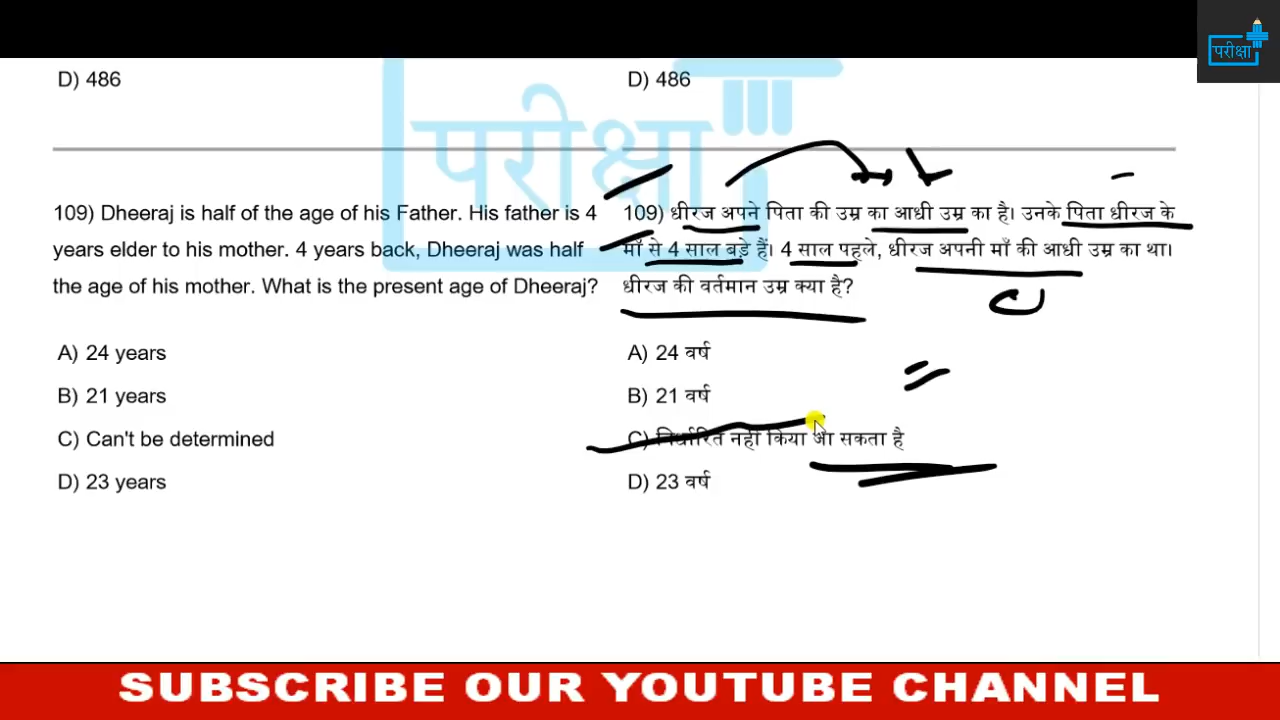 परीक्षा
D) 486
D) 486
परीक्षा
109) Dheeraj is half of the age of his Father. His father is 4
years elder to his mother. 4 years back, Dheeraj was half
the age of his mother. What is the present age of Dheeraj?
A) 24 years
B) 21 years
C) Can't be determined
D) 23 years
109) धीरज अपने पिता की उम्र का आधी उम्र का है। उनके पिता धीरज के
माँ से 4 साल बड़े हैं। 4 साल पहले, धीरज अपनी माँ की आधी उम्र का था।
धीरज की वर्तमान उम्र क्या है?
A) 24 वर्ष
B) 21 वर्ष
C) निर्धारित नहीं किया जा सकता है
D) 23 वर्ष
SUBSCRIBE OUR YOUTUBE CHANNEL